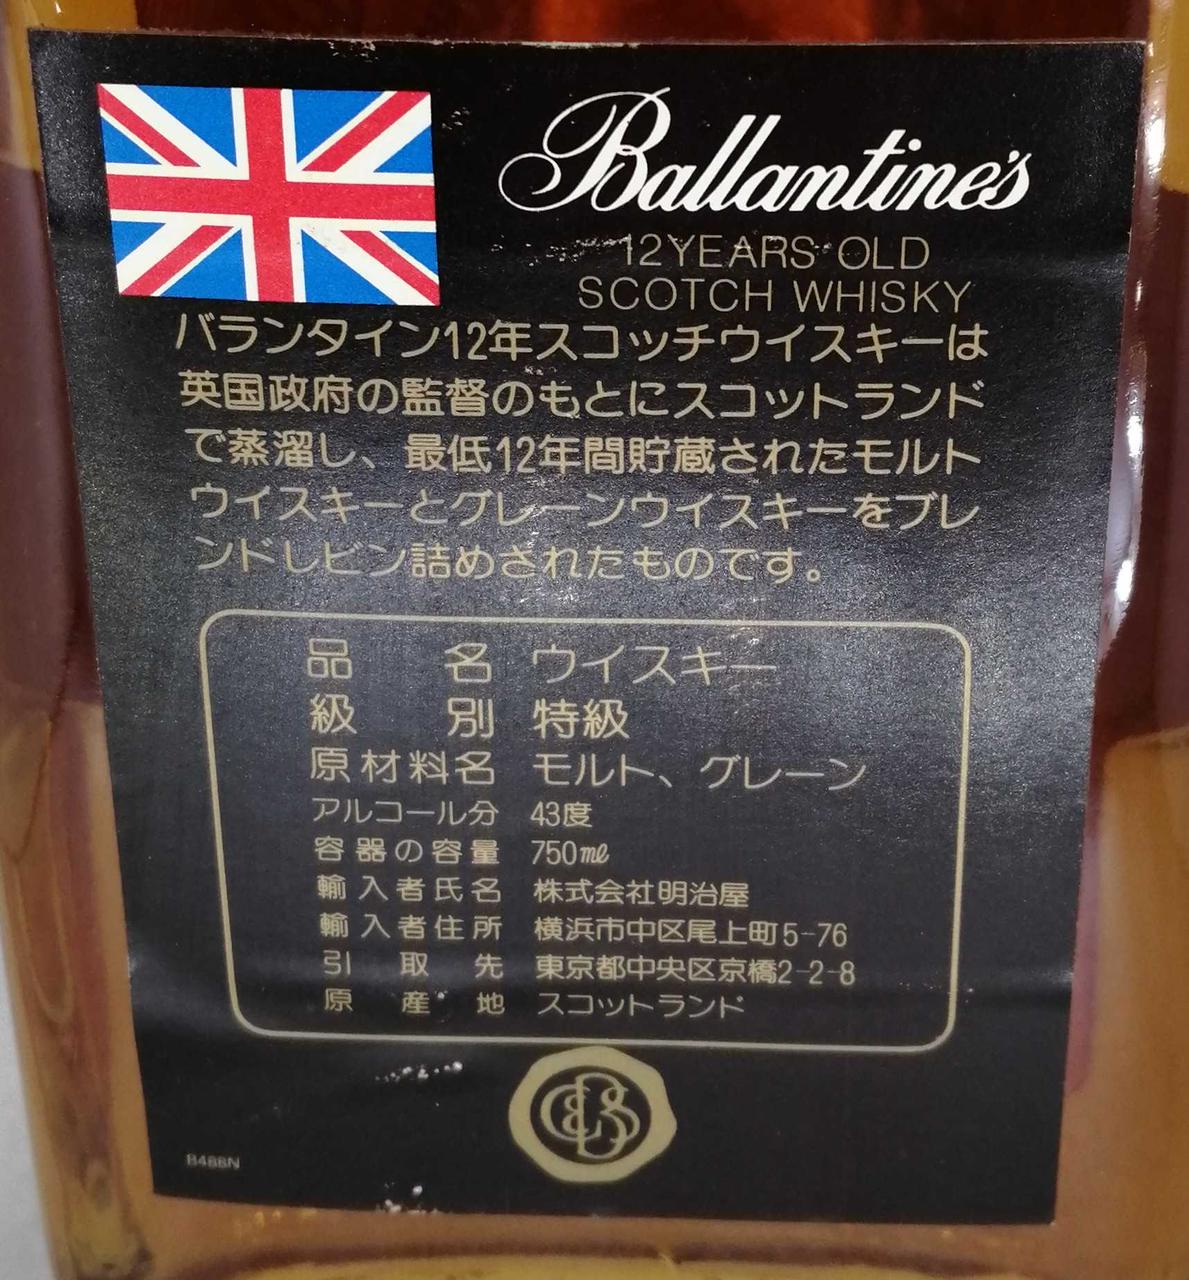 Ballantine's
12 YEARS OLD
SCOTCH WHISKY
バランタイン12年スコッチウイスキーは
英国政府の監督のもとにスコットランド
で蒸溜し、最低12年間貯蔵されたモルト
ウイスキーとグレーンウイスキーをブレ
ンドしビン詰めされたものです。
品名 ウイスキー
級別 特級
原材料名 モルト、グレーン
アルコール分 43度
容器の容量 750㎖
輸入者氏名 株式会社明治屋
輸入者住所 横浜市中区尾上町5-76
引取先 東京都中央区京橋2-2-8
原産地 スコットランド